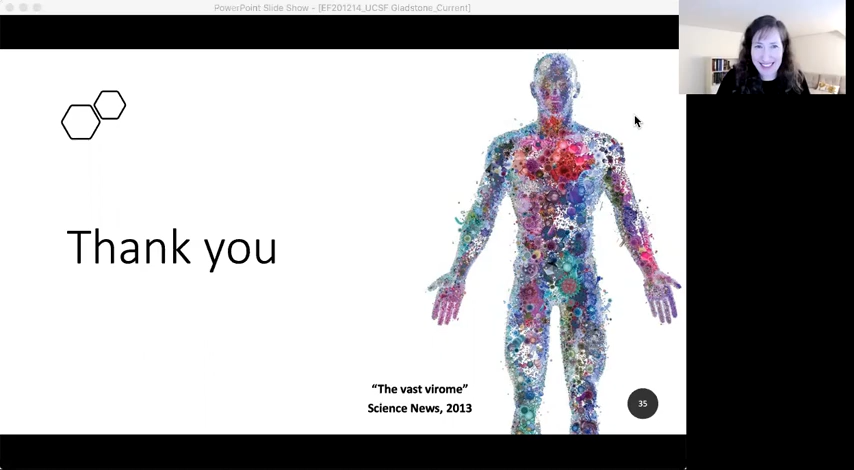 PowerPoint Slide Show - [EF201214_UCSF Gladstone_Current]
Thank you
“The vast virome”
Science News, 2013
35